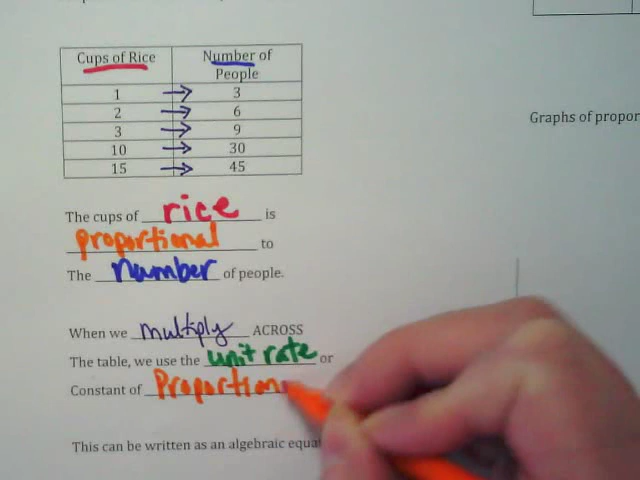 Cups of Rice Number of People
1 3
2 6
3 9
10 30
15 45
The cups of rice is
proportional to
The number of people.
When we multiply ACROSS
The table, we use the unit rate or
Constant of Proportion
This can be written as an algebraic
Graphs of propor